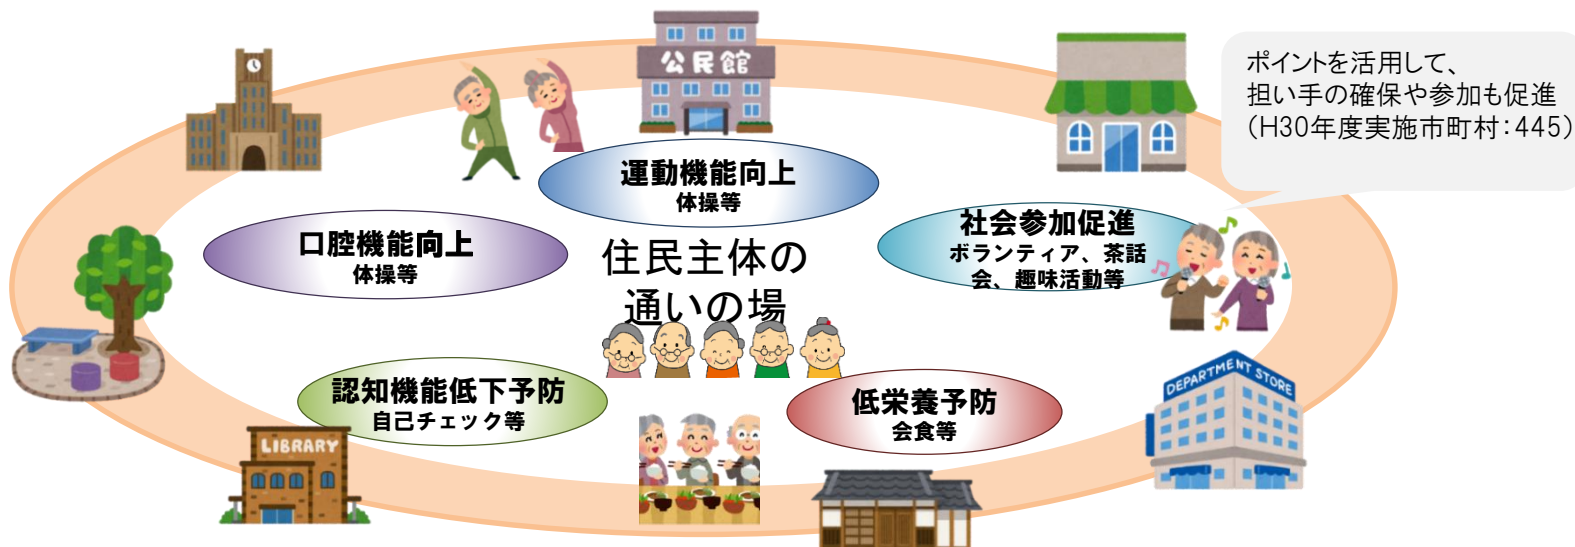 公民館
ポイントを活用して、
担い手の確保や参加も促進
(H30年度実施市町村:445)
運動機能向上
体操等
社会参加促進
ボランティア、茶話
会、趣味活動等
口腔機能向上
体操等
住民主体の
通いの場
認知機能低下予防
自己チェック等
低栄養予防
会食等
DEPARTMENT STORE
LIBRARY